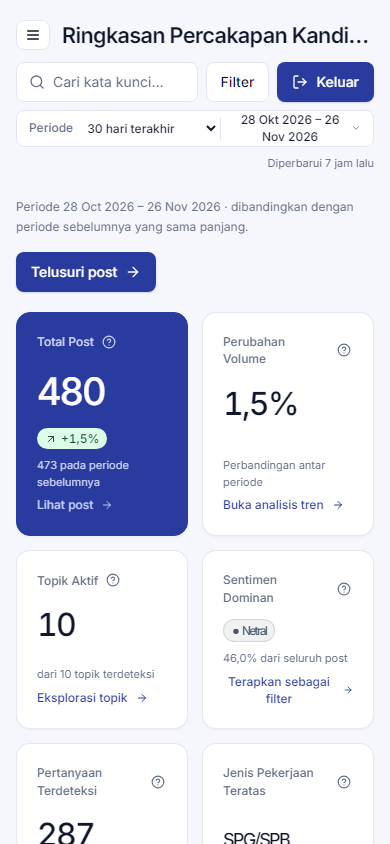 Ringkasan Percakapan Kandi...
Cari kata kunci...
Filter
Keluar
Periode
30 hari terakhir
28 Okt 2026 – 26
Nov 2026
Diperbarui 7 jam lalu
Periode 28 Oct 2026 – 26 Nov 2026 · dibandingkan dengan
periode sebelumnya yang sama panjang.
Telusuri post →
Total Post
480
+1,5%
473 pada periode
sebelumnya
Lihat post →
Perubahan
Volume
1,5%
Perbandingan antar
periode
Buka analisis tren →
Topik Aktif
10
dari 10 topik terdeteksi
Eksplorasi topik →
Sentimen
Dominan
Netral
46,0% dari seluruh post
Terapkan sebagai
filter →
Pertanyaan
Terdeteksi
287
Jenis Pekerjaan
Teratas
SPG/SPB